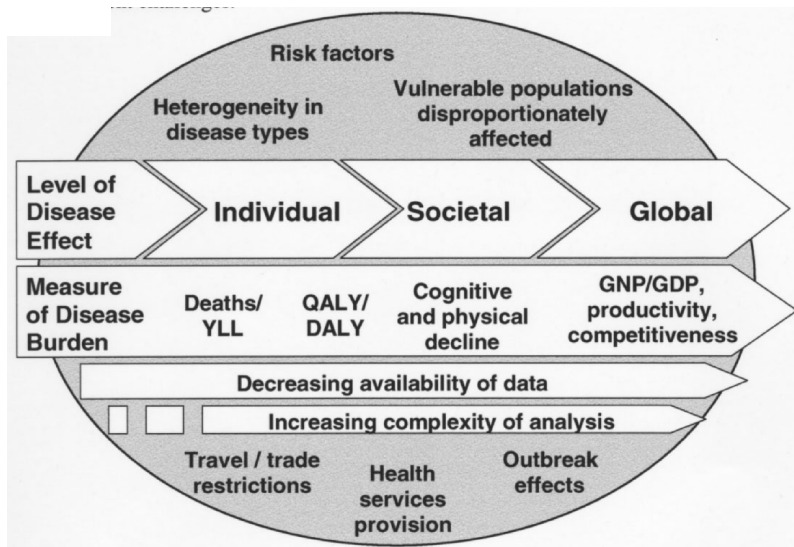 challenges.
Risk factors
Heterogeneity in
disease types
Vulnerable populations
disproportionately
affected
Level of
Disease
Effect
Individual
Societal
Global
Measure
of Disease
Burden
Deaths/
YLL
QALY/
DALY
Cognitive
and physical
decline
GNP/GDP,
productivity,
competitiveness
Decreasing availability of data
Increasing complexity of analysis
Travel / trade
restrictions
Health
services
provision
Outbreak
effects